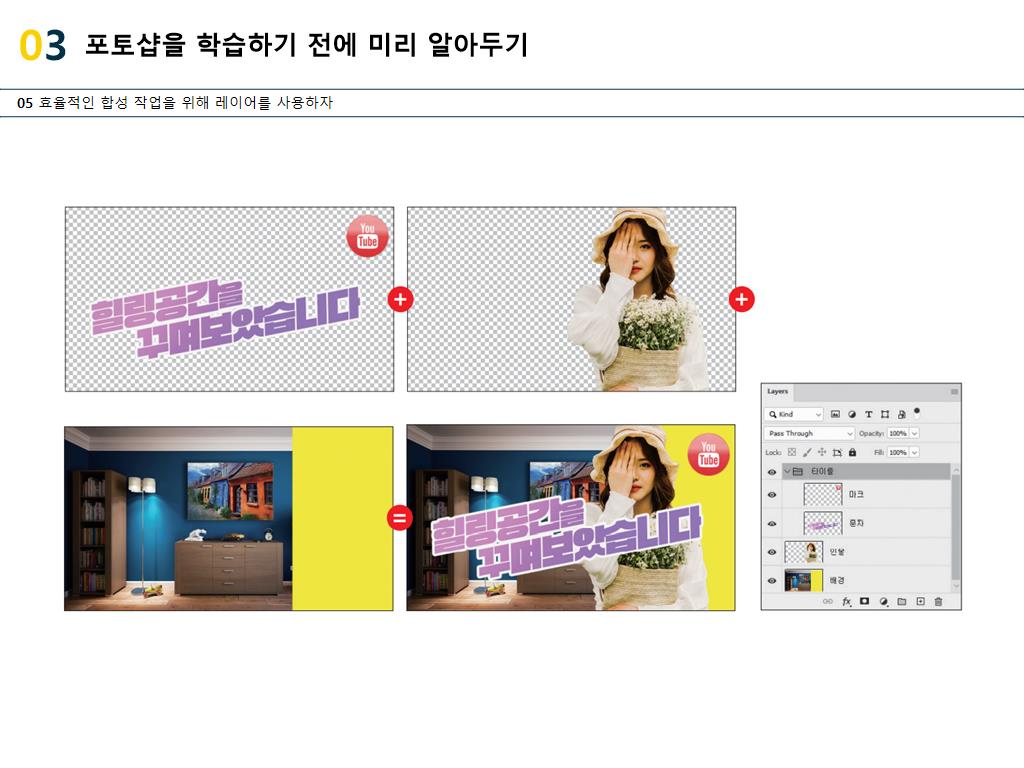 03 포토샵을 학습하기 전에 미리 알아두기
05 효율적인 합성 작업을 위해 레이어를 사용하자
You
Tube
힐링공간을
꾸며보았습니다
+
+
=
You
Tube
힐링공간을
꾸며보았습니다
Layers
Kind
Pass Through
Opacity: 100%
Lock:
Fill: 100%
타이틀
마크
문자
인물
배경
fx